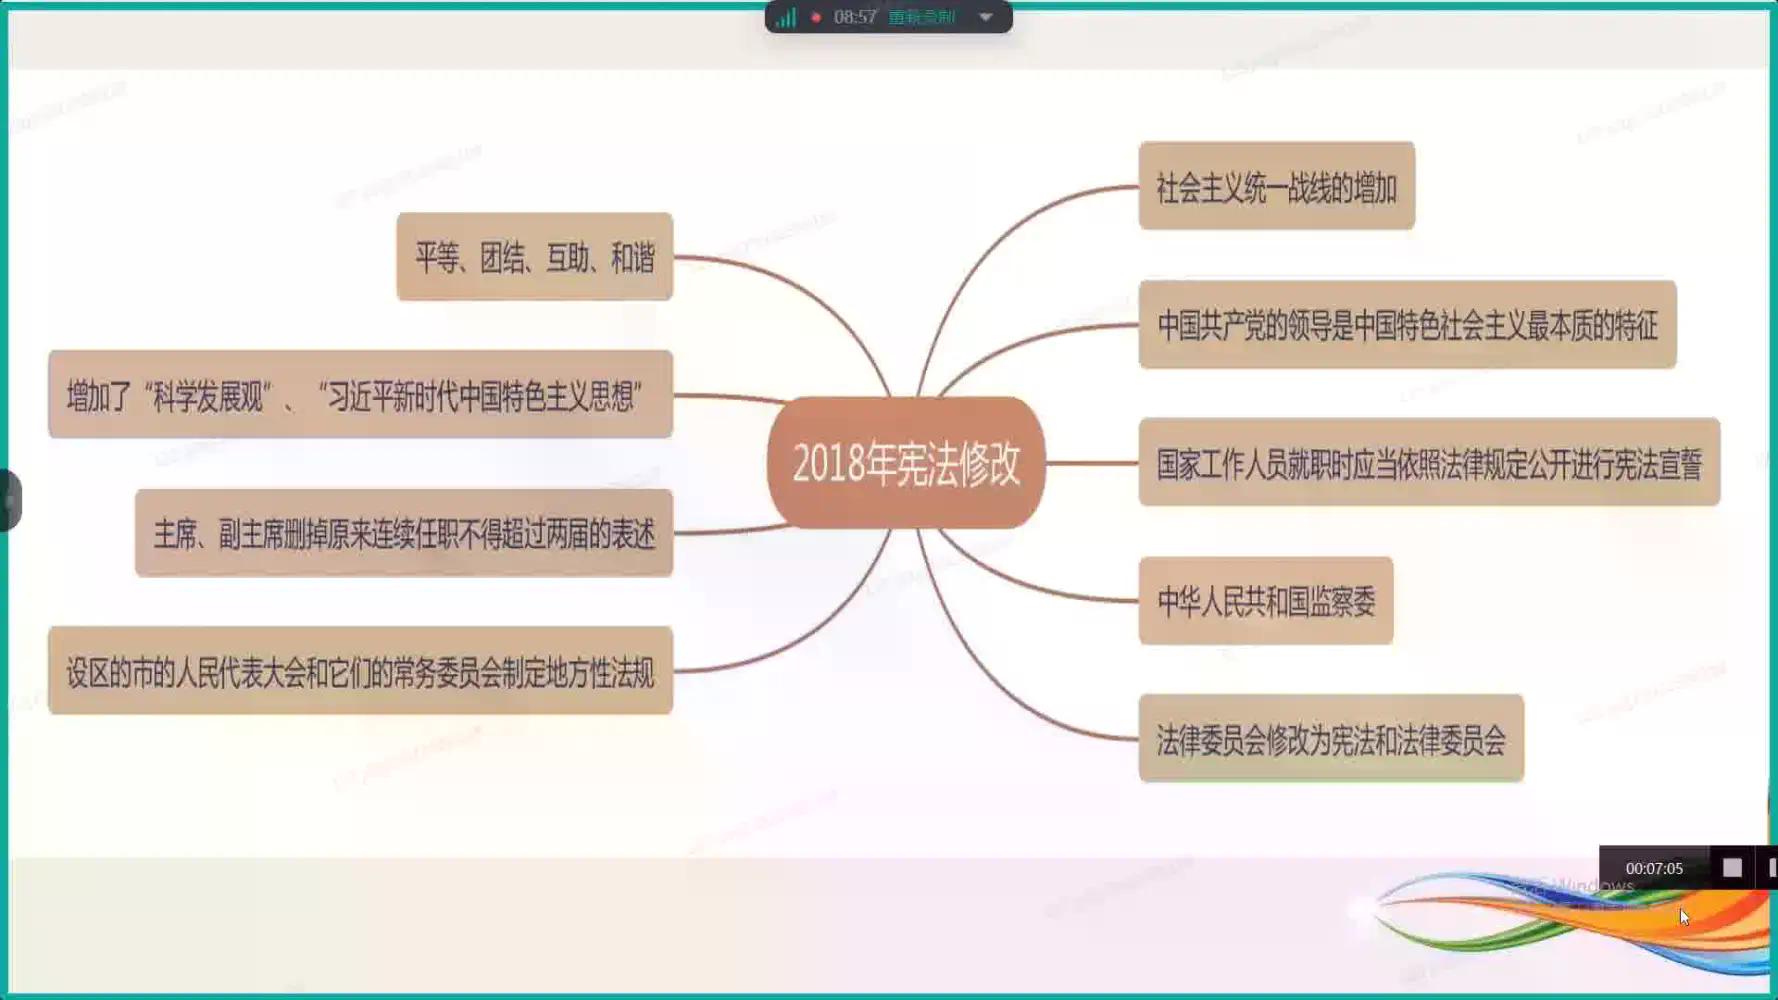 08:57
2018年宪法修改
平等、团结、互助、和谐
增加了“科学发展观”、“习近平新时代中国特色主义思想”
主席、副主席删掉原来连续任职不得超过两届的表述
设区的市的人民代表大会和它们的常务委员会制定地方性法规
社会主义统一战线的增加
中国共产党的领导是中国特色社会主义最本质的特征
国家工作人员就职时应当依照法律规定公开进行宪法宣誓
中华人民共和国监察委
法律委员会修改为宪法和法律委员会
00:07:05
Windows